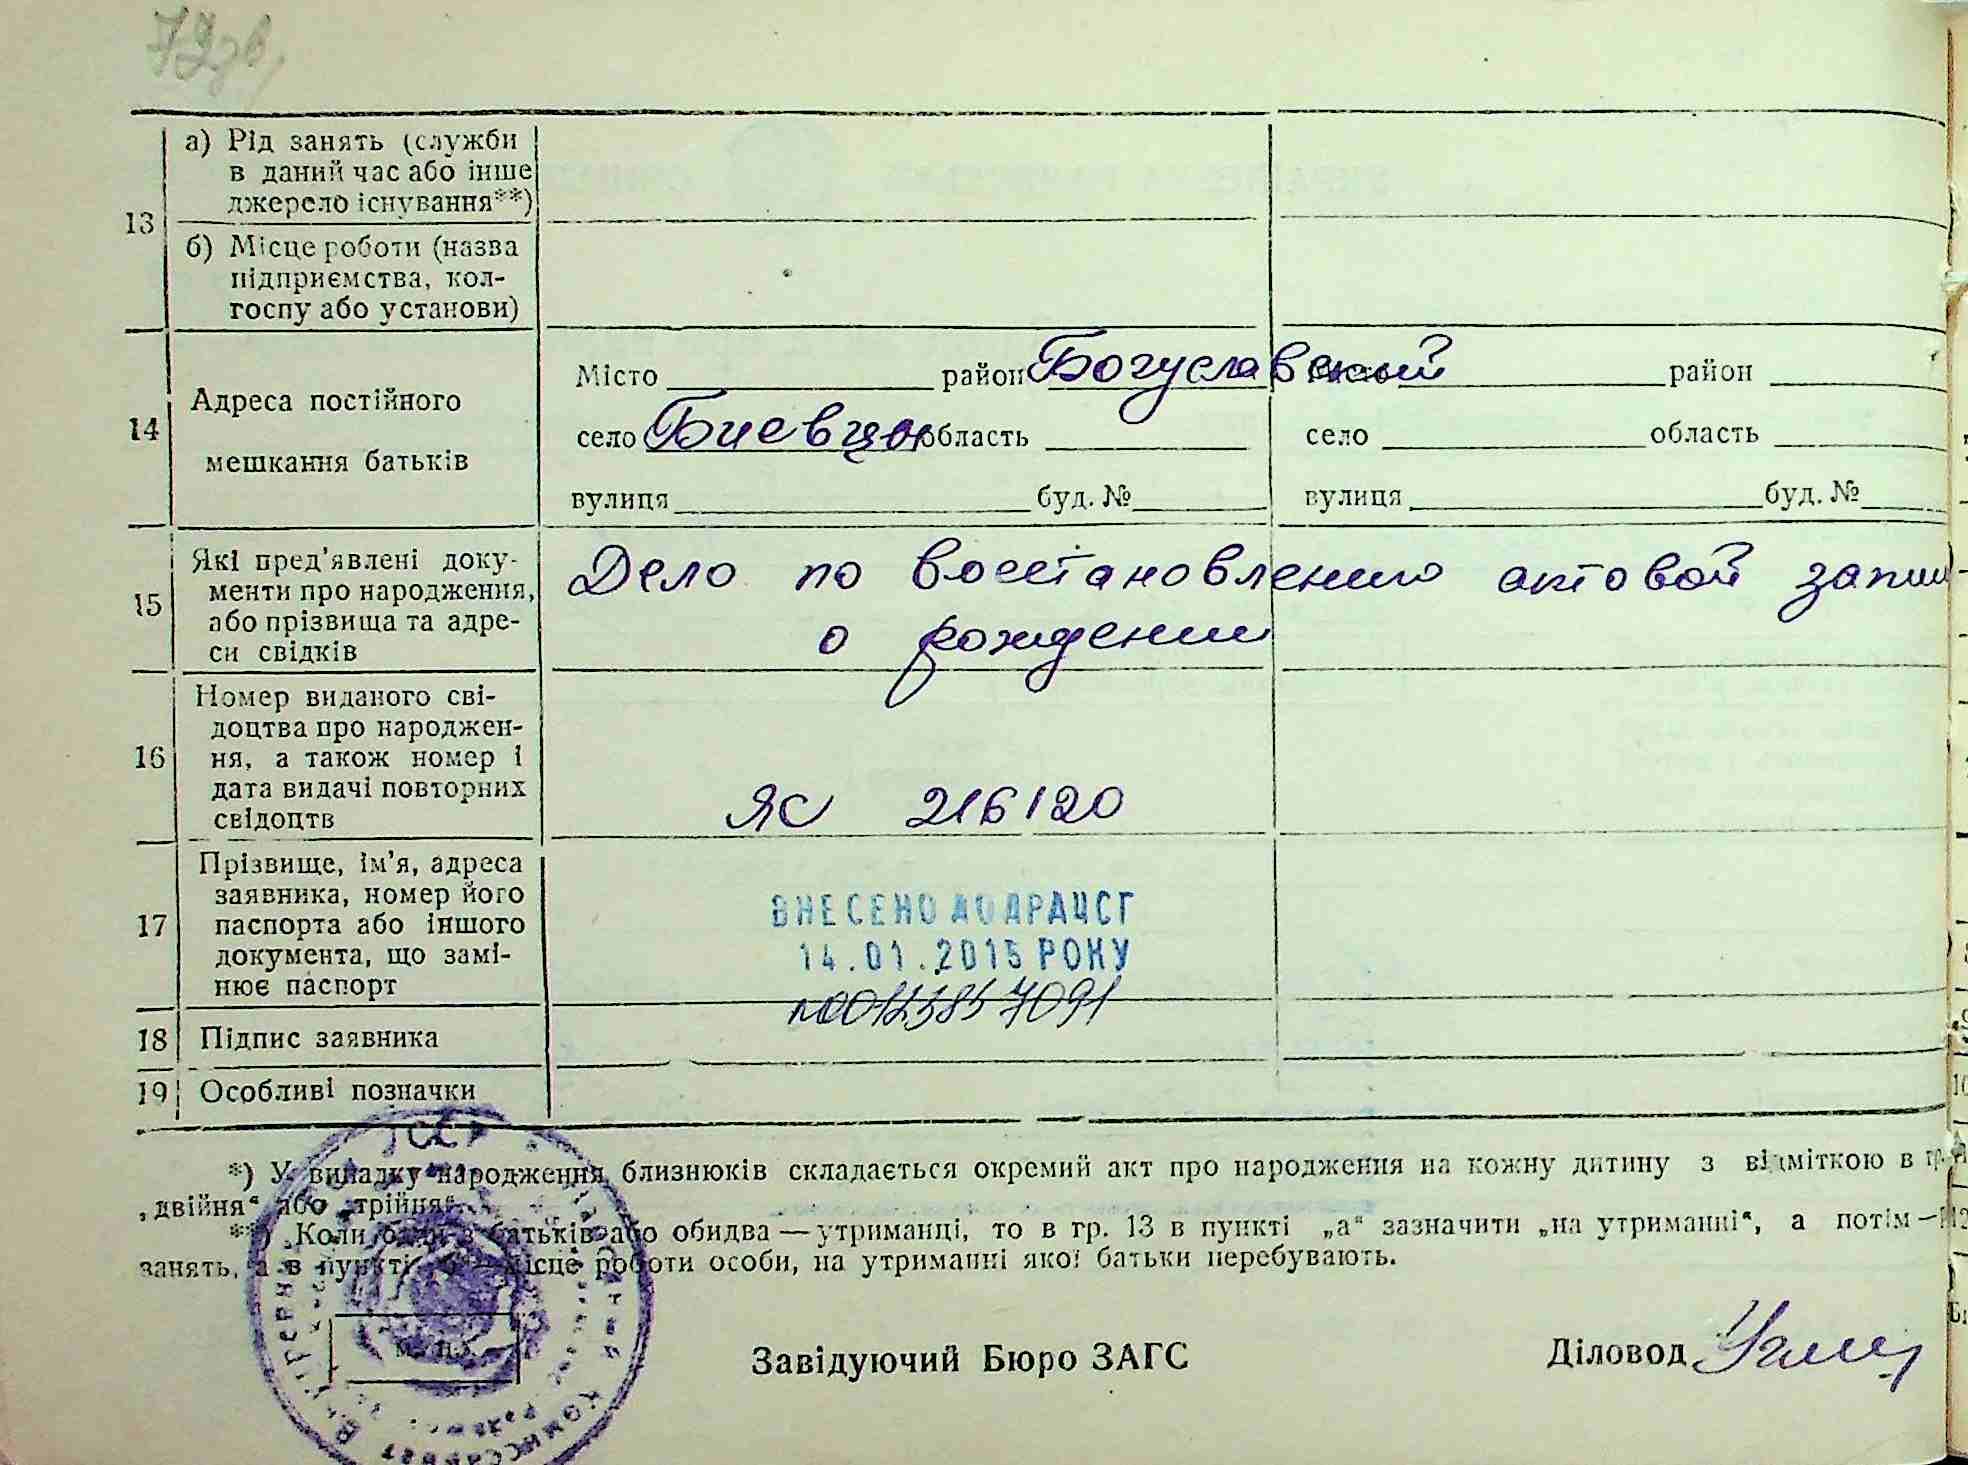 а) Рід занять (служби
в даний час або інше
джерело існування**)
13
б) Місце роботи (назва
підприємства, кол-
госпу або установи)
14
Адреса постійного
мешкання батьків
Місто район Богуславский район
село Биевцы область село область
вулиця буд. № вулиця буд. №
15
Які пред'явлені доку-
менти про народження,
або прізвища та адре-
си свідків
Дело по восстановлению актовой
о рождении
16
Номер виданого сві-
доцтва про народжен-
ня, а також номер і
дата видачі повторних
свідоцтв
ЯС 216120
17
Прізвище, ім'я, адреса
заявника, номер його
паспорта або іншого
документа, що замі-
нює паспорт
ВНЕСЕНО ДО ДРАЦСГ
14.01.2015 РОКУ
18 Підпис заявника
19 Особливі позначки
*) У випадку народження близнюків складається окремий акт про народження на кожну дитину з відміткою в
„двійня“ або „трійня“.
**) Коли один з батьків або обидва — утриманці, то в гр. 13 в пункті „а“ зазначити „на утриманні“, а потім —
занять, а в пункті місце роботи особи, на утриманні якої батьки перебувають.
Завідуючий Бюро ЗАГС
Діловод